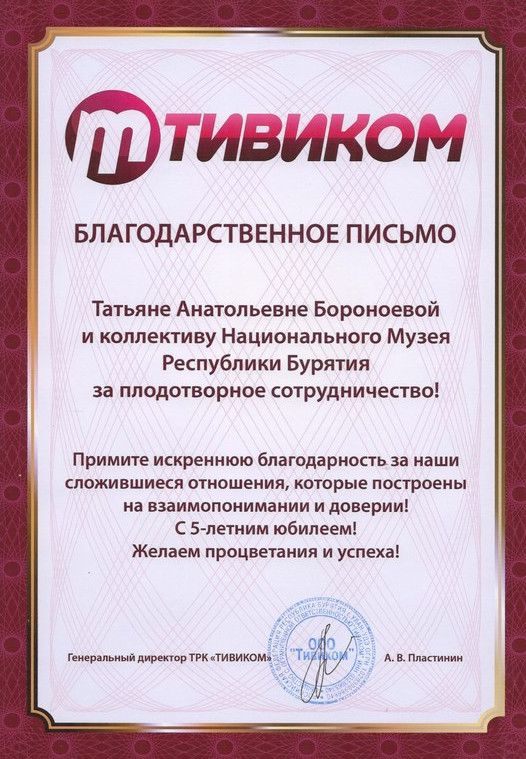 ТИВИКОМ
БЛАГОДАРСТВЕННОЕ ПИСЬМО
Татьяне Анатольевне Бороноевой
и коллективу Национального Музея
Республики Бурятия
за плодотворное сотрудничество!
Примите искреннюю благодарность за наши
сложившиеся отношения, которые построены
на взаимопонимании и доверии!
С 5-летним юбилеем!
Желаем процветания и успеха!
Генеральный директор ТРК «ТИВИКОМ»
ООО
"Тивиком"
А. В. Пластинин